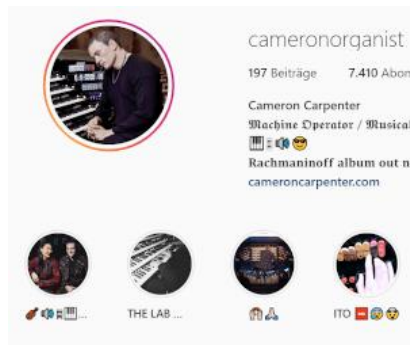 cameronorganist
197 Beiträge 7.410 Abon
Cameron Carpenter
𝕸𝖆𝖈𝖍𝖎𝖓𝖊 𝕺𝖕𝖊𝖗𝖆𝖙𝖔𝖗 / 𝕸𝖚𝖘𝖎𝖈𝖆𝖑
🎹🎚🔊😎
𝐑𝐚𝐜𝐡𝐦𝐚𝐧𝐢𝐧𝐨𝐟𝐟 𝐚𝐥𝐛𝐮𝐦 𝐨𝐮𝐭 𝐧
cameroncarpenter.com
THE LAB ...
ITO